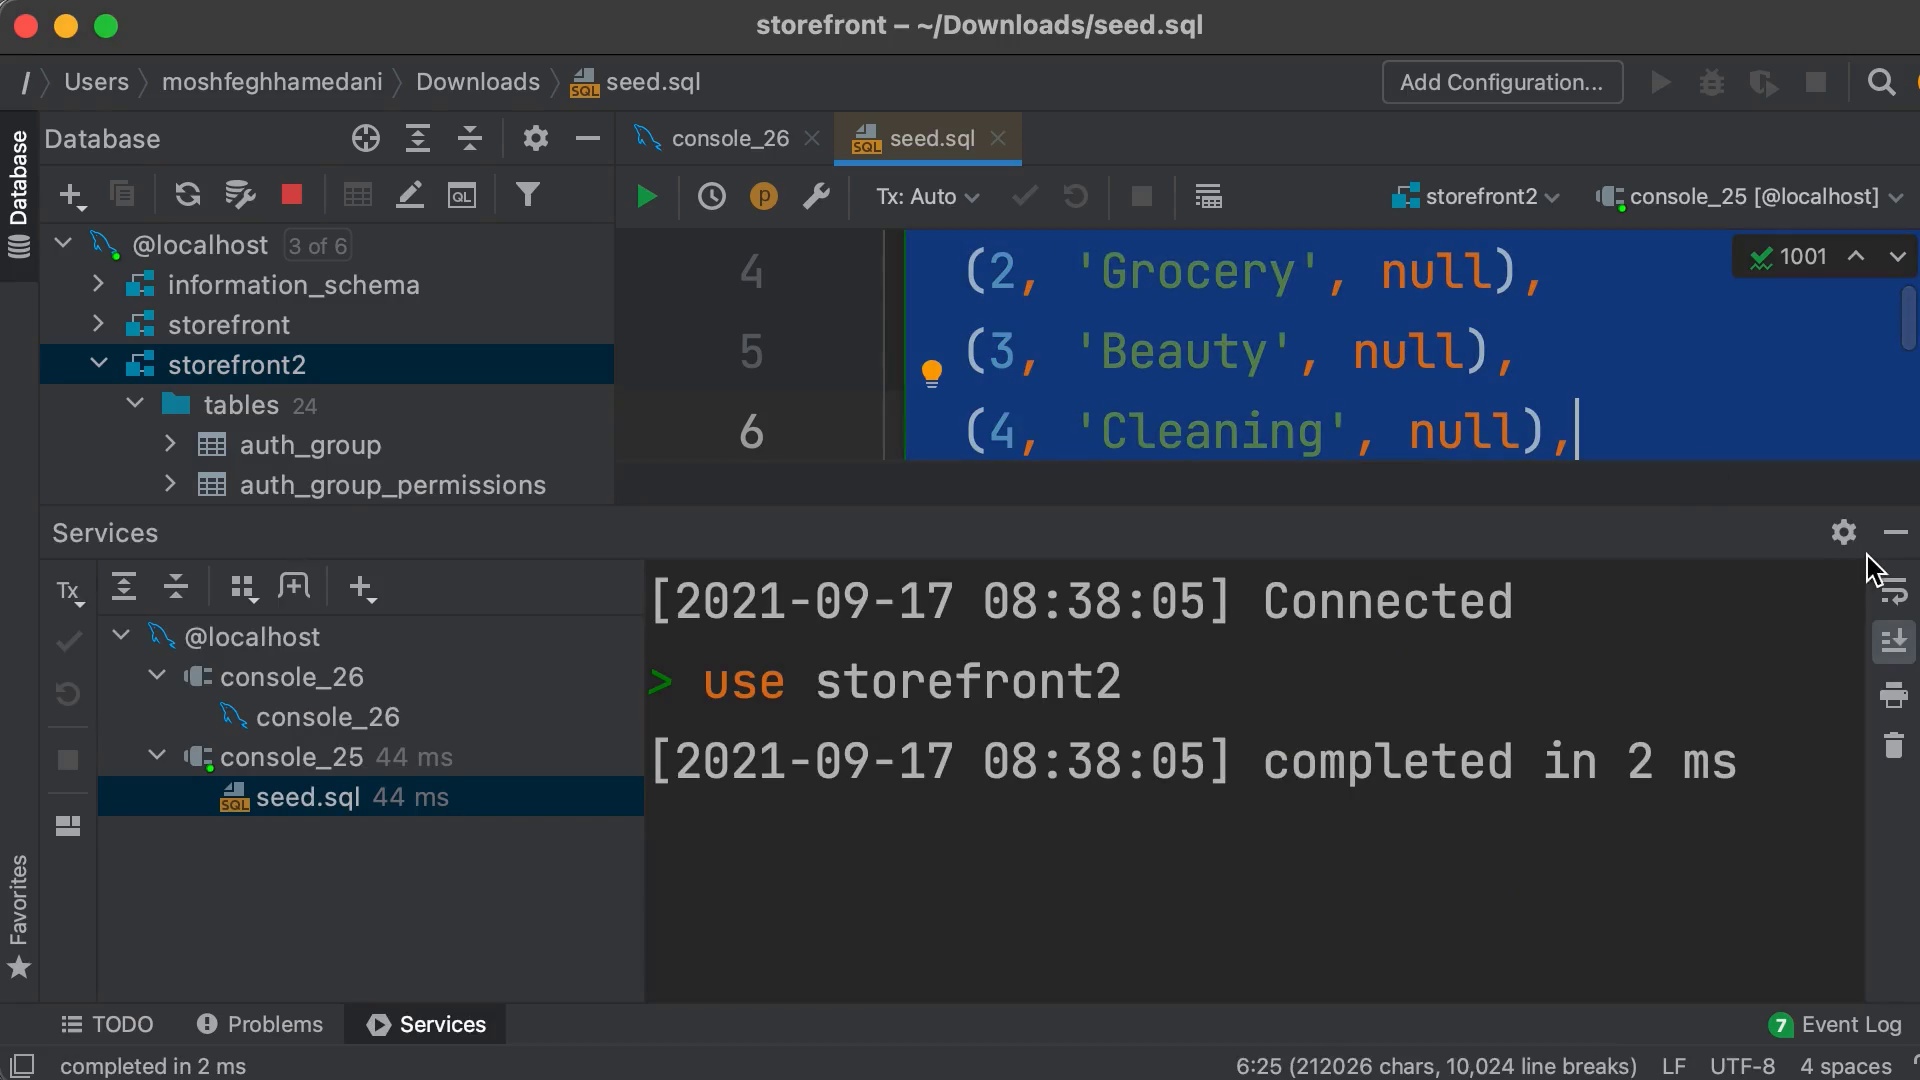 storefront – ~/Downloads/seed.sql
/ Users moshfeghhamedani Downloads seed.sql
Add Configuration...
Database
Database
console_26
seed.sql
Tx: Auto
storefront2
console_25 [@localhost]
@localhost 3 of 6
information_schema
storefront
storefront2
tables 24
auth_group
auth_group_permissions
1001
4 (2, 'Grocery', null),
5 (3, 'Beauty', null),
6 (4, 'Cleaning', null),
Services
Tx
@localhost
console_26
console_26
console_25 44 ms
seed.sql 44 ms
[2021-09-17 08:38:05] Connected
> use storefront2
[2021-09-17 08:38:05] completed in 2 ms
Favorites
TODO
Problems
Services
7 Event Log
completed in 2 ms
6:25 (212026 chars, 10,024 line breaks)
LF
UTF-8
4 spaces